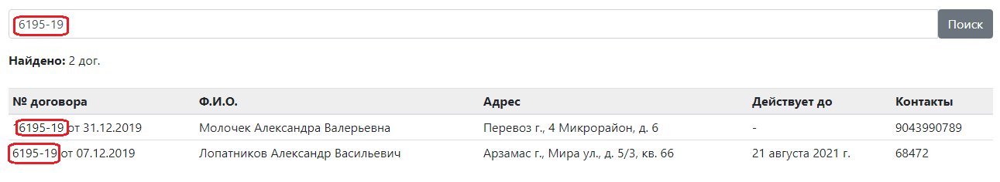 6195-19 Поиск
Найдено: 2 дог.
№ договора Ф.И.О. Адрес Действует до Контакты
6195-19 от 31.12.2019 Молочек Александра Валерьевна Перевоз г., 4 Микрорайон, д. 6 - 9043990789
6195-19 от 07.12.2019 Лопатников Александр Васильевич Арзамас г., Мира ул., д. 5/3, кв. 66 21 августа 2021 г. 68472